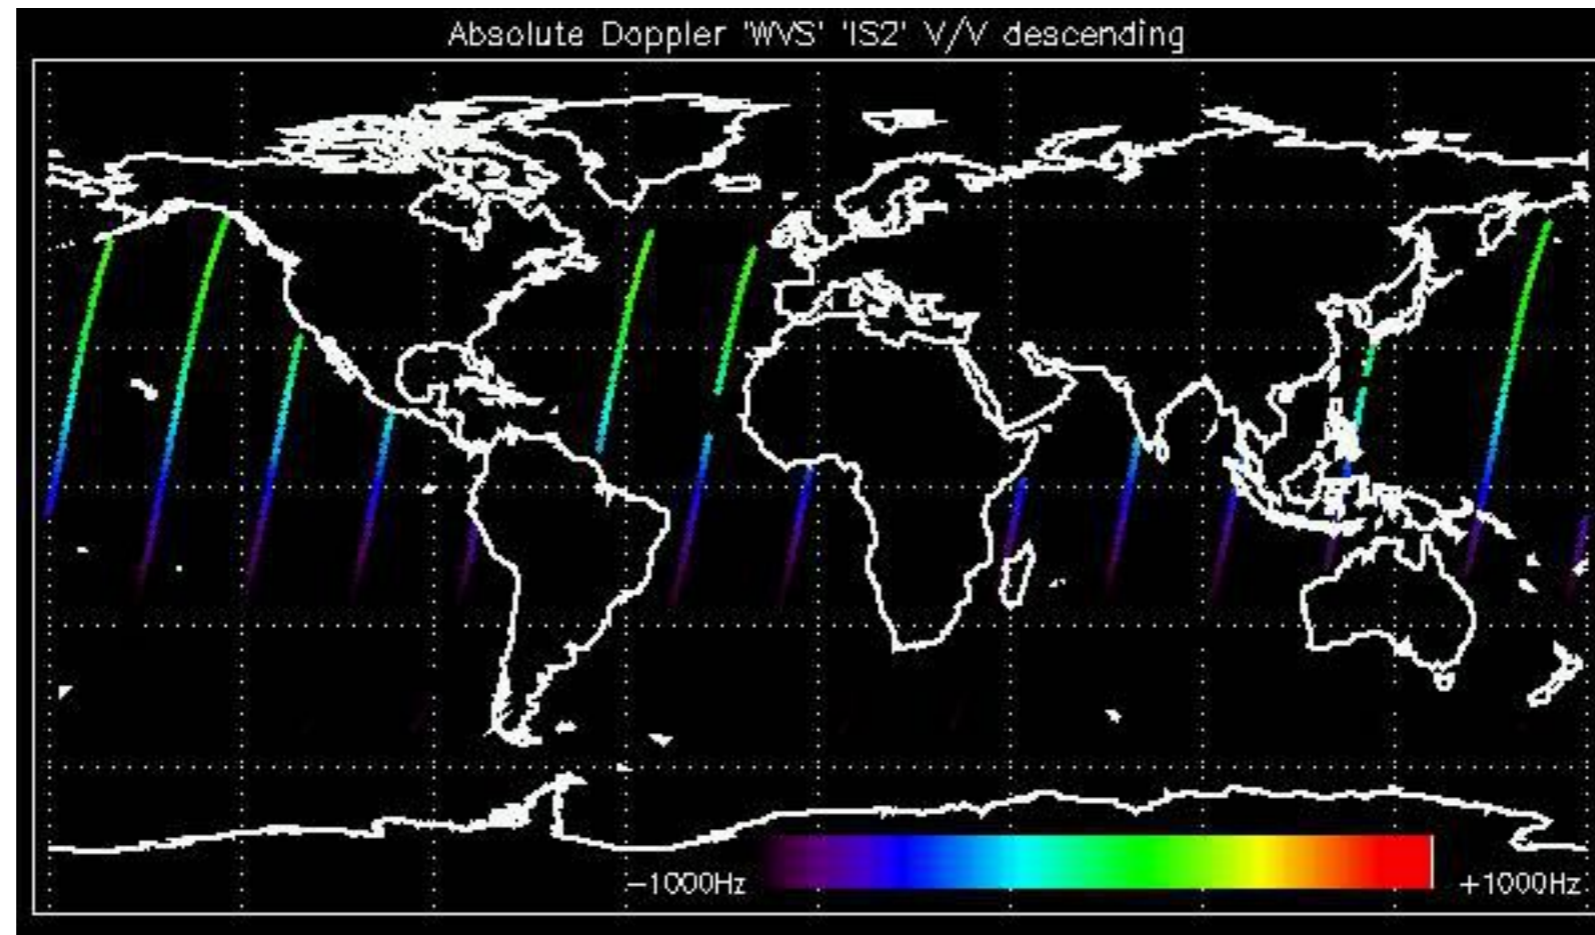 Absolute Doppler 'WVS' 'IS2' V/V descending
−1000Hz
+1000Hz